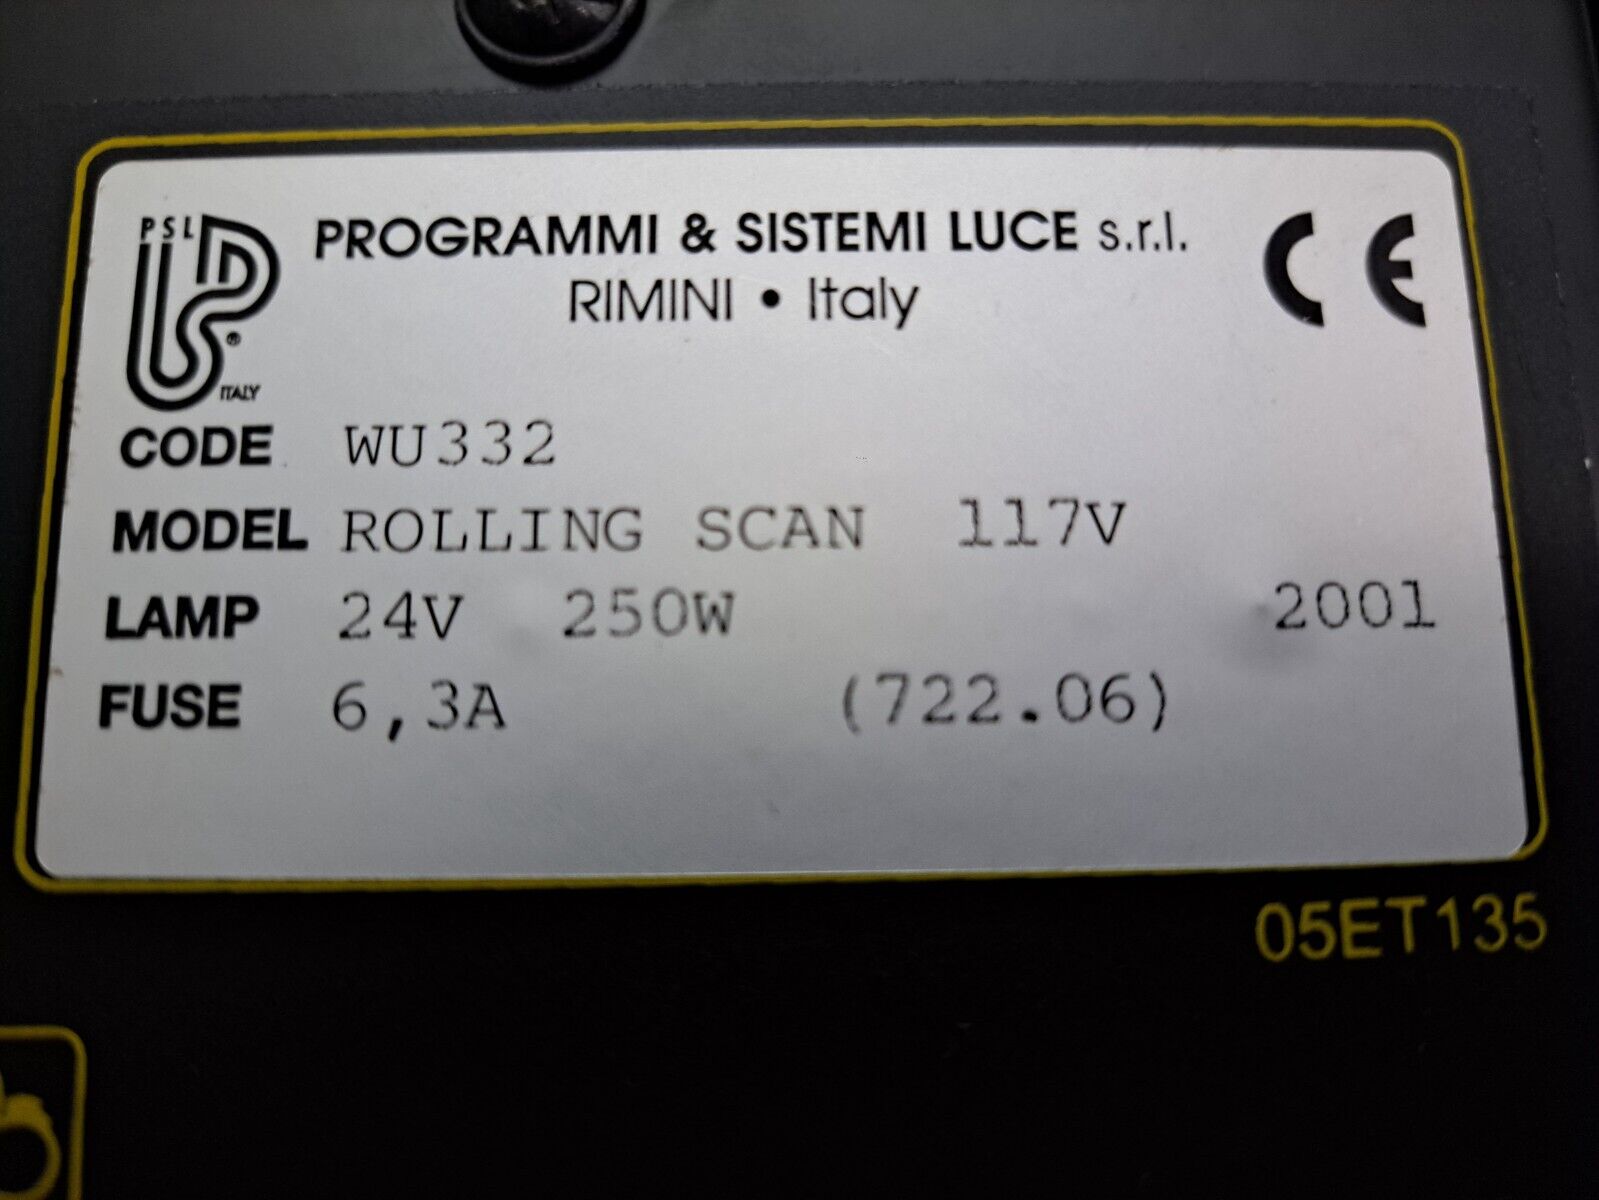 PSL
ITALY
PROGRAMMI & SISTEMI LUCE s.r.l.
RIMINI • Italy
CE
CODE WU332
MODEL ROLLING SCAN 117V
LAMP 24V 250W 2001
FUSE 6,3A (722.06)
05ET135